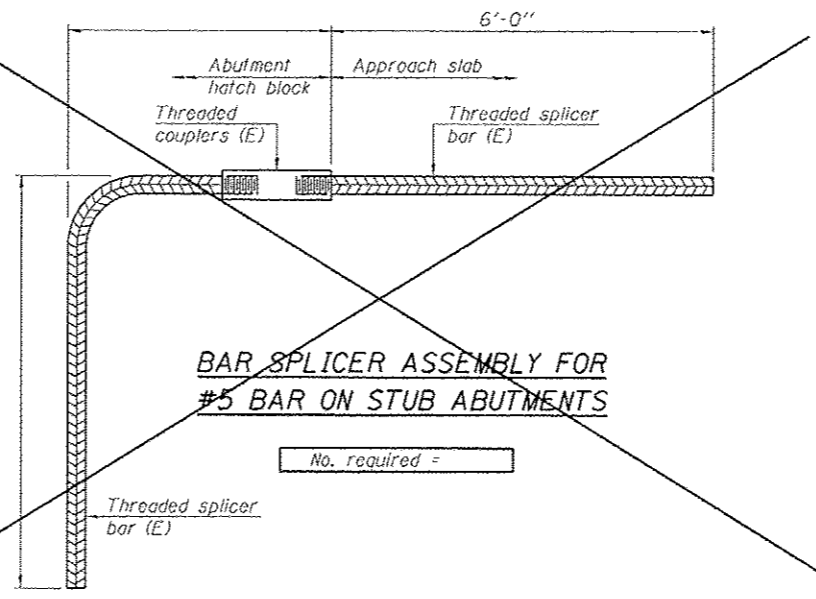 6'-0"
Abutment
hatch block
Approach slab
Threaded
couplers (E)
Threaded splicer
bar (E)
BAR SPLICER ASSEMBLY FOR
#5 BAR ON STUB ABUTMENTS
No. required =
Threaded splicer
bar (E)